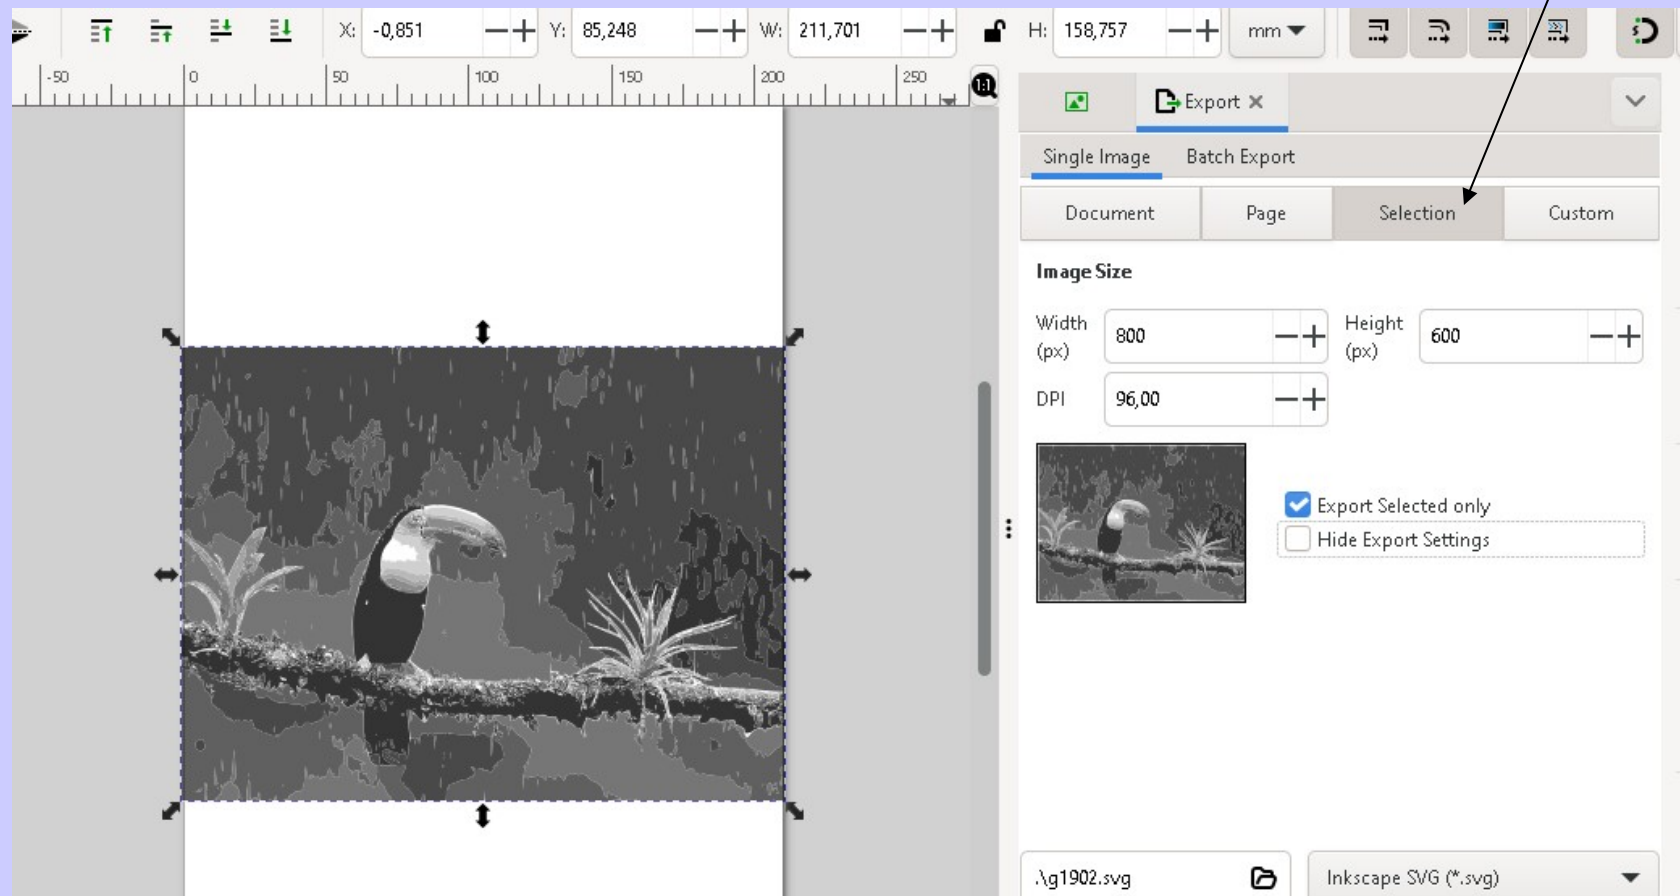 X: -0,851 Y: 85,248 W: 211,701 H: 158,757 mm
-50 0 50 100 150 200 250 1:1
Export
Single Image Batch Export
Document Page Selection Custom
Image Size
Width (px) 800 Height (px) 600
DPI 96,00
Export Selected only
Hide Export Settings
.\g1902.svg Inkscape SVG (*.svg)